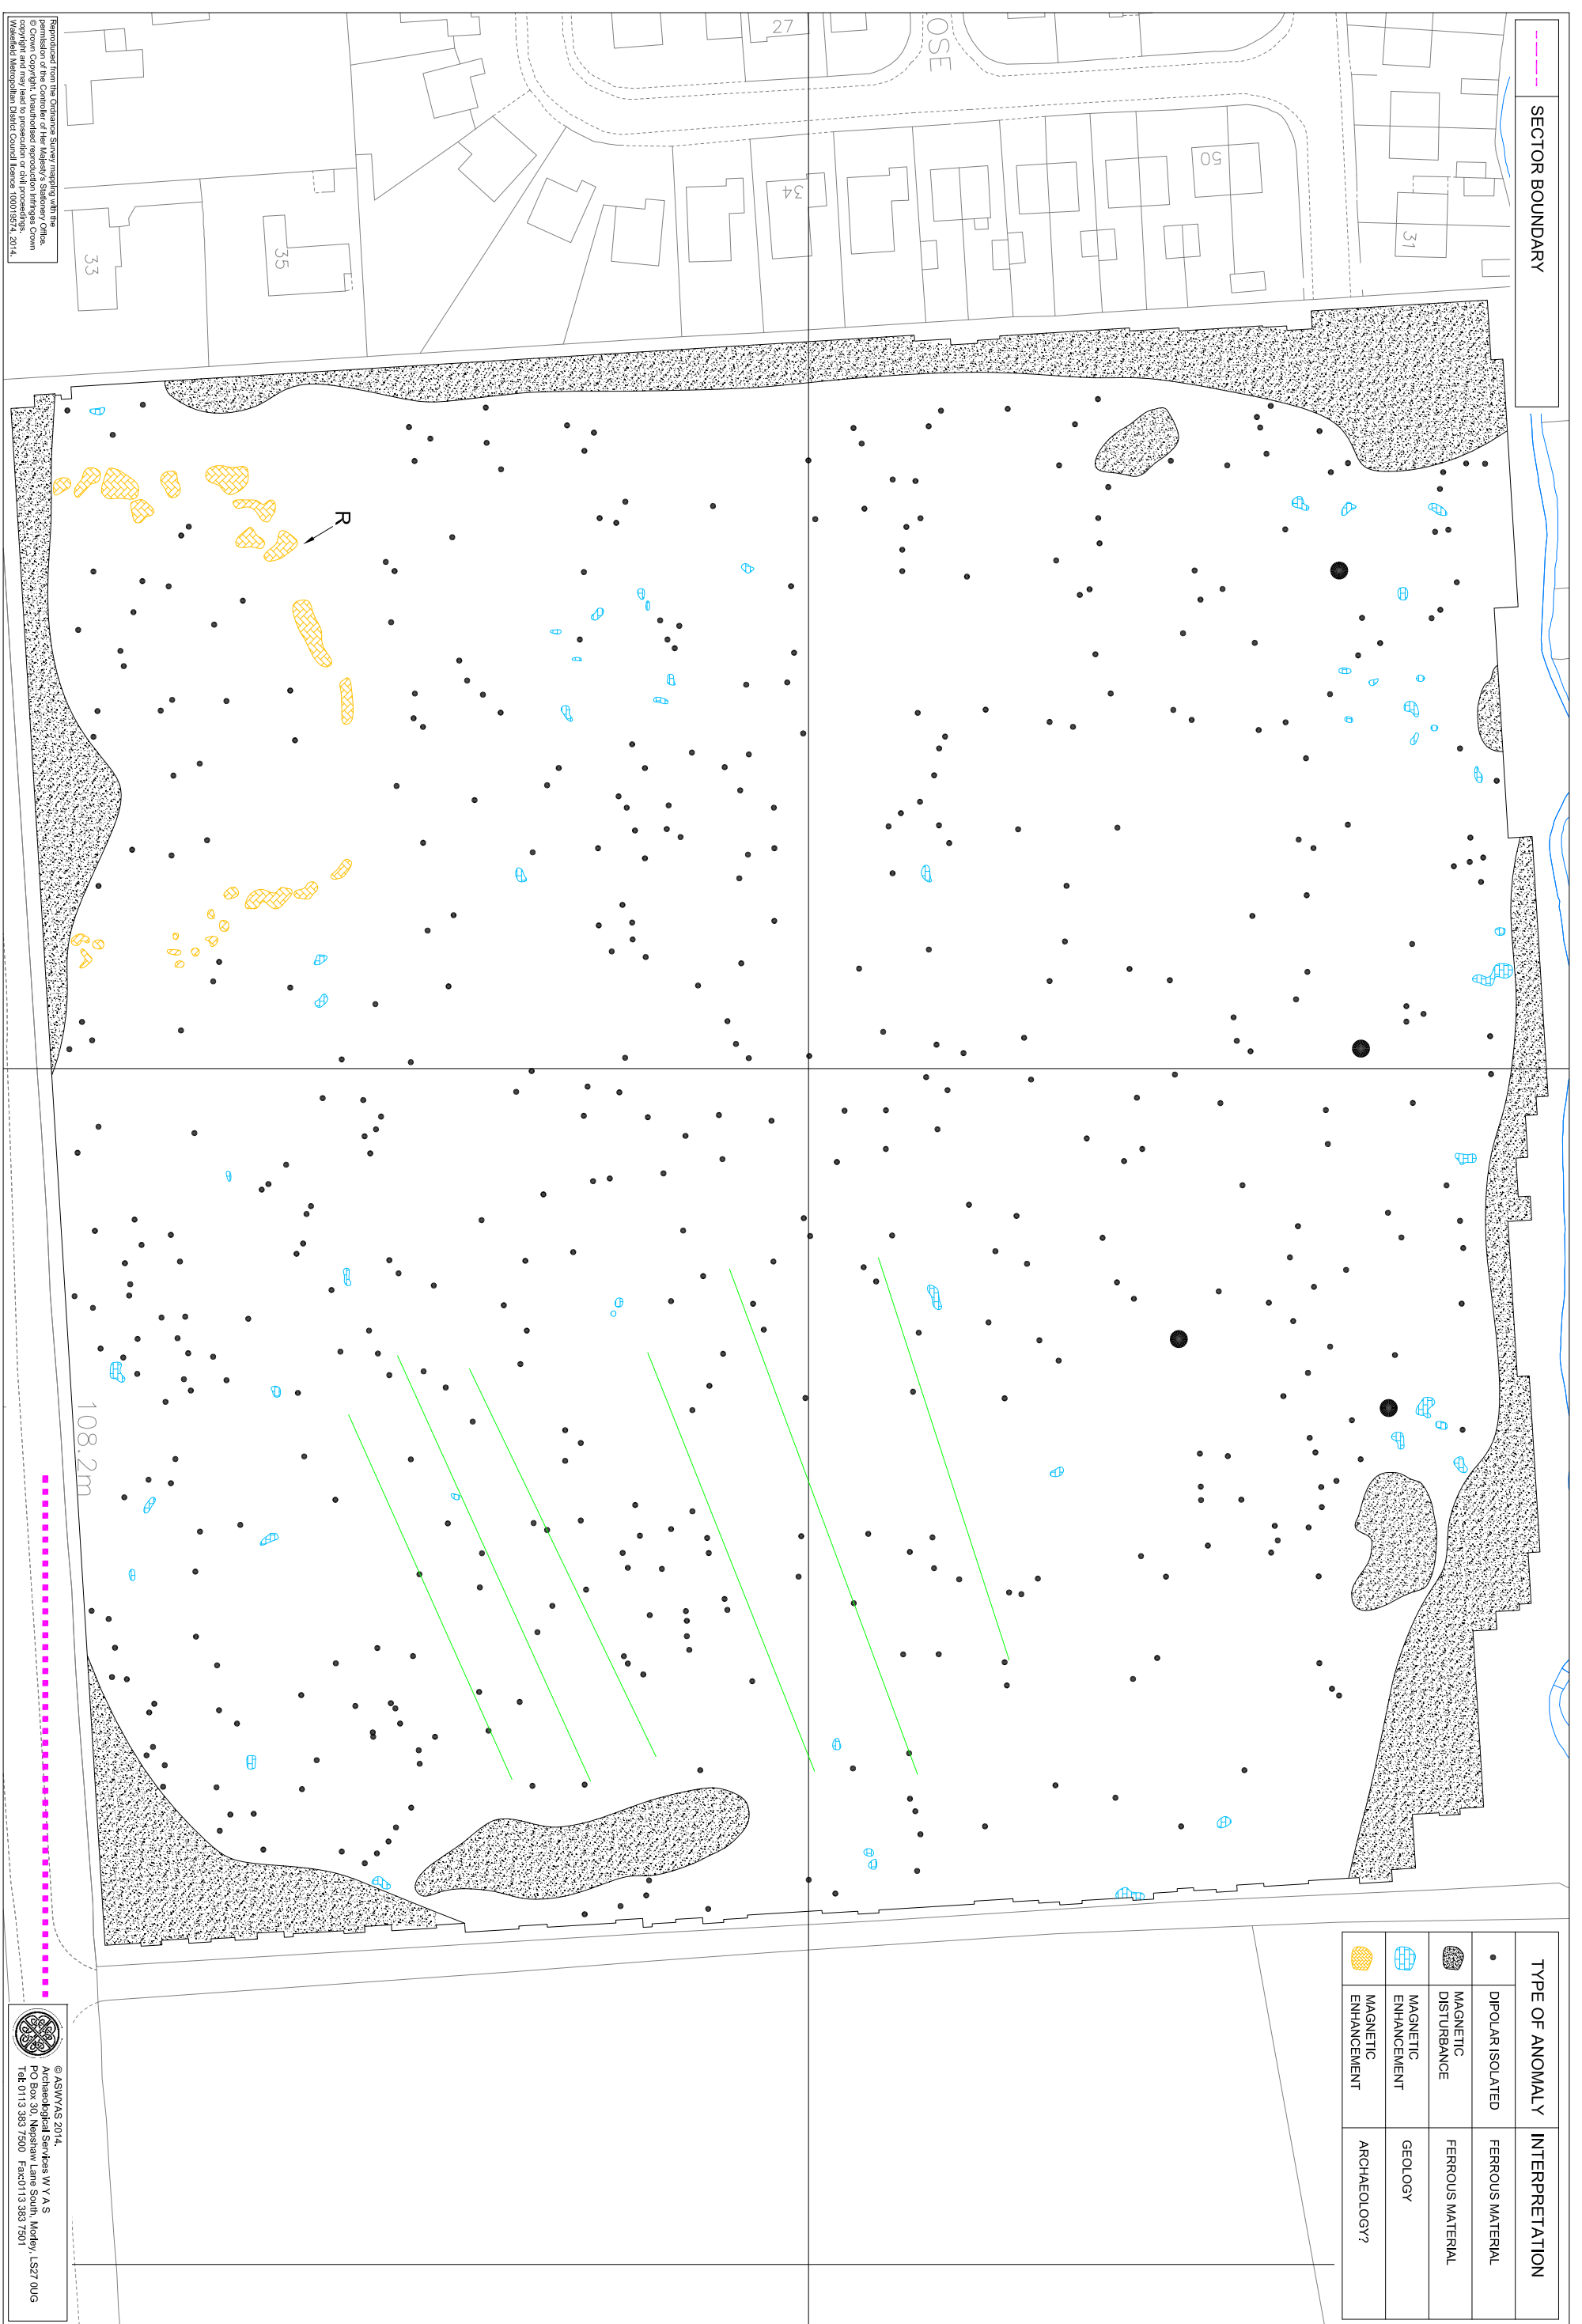 SECTOR BOUNDARY
TYPE OF ANOMALY INTERPRETATION
DIPOLAR ISOLATED FERROUS MATERIAL
MAGNETIC
DISTURBANCE
FERROUS MATERIAL
MAGNETIC
ENHANCEMENT
GEOLOGY
MAGNETIC
ENHANCEMENT
ARCHAEOLOGY?
31
50
OSE
34
27
35
33
R
108.2m
Reproduced from the Ordnance Survey mapping with the
permission of the Controller of Her Majesty's Stationery Office.
© Crown Copyright. Unauthorised reproduction infringes Crown
copyright and may lead to prosecution or civil proceedings.
Wakefield Metropolitan District Council licence 100019574, 2014.
© ASWYAS 2014.
Archaeological Services W Y A S
PO Box 30, Nepshaw Lane South, Morley, LS27 0UG
Tel: 0113 383 7500 Fax:0113 383 7501